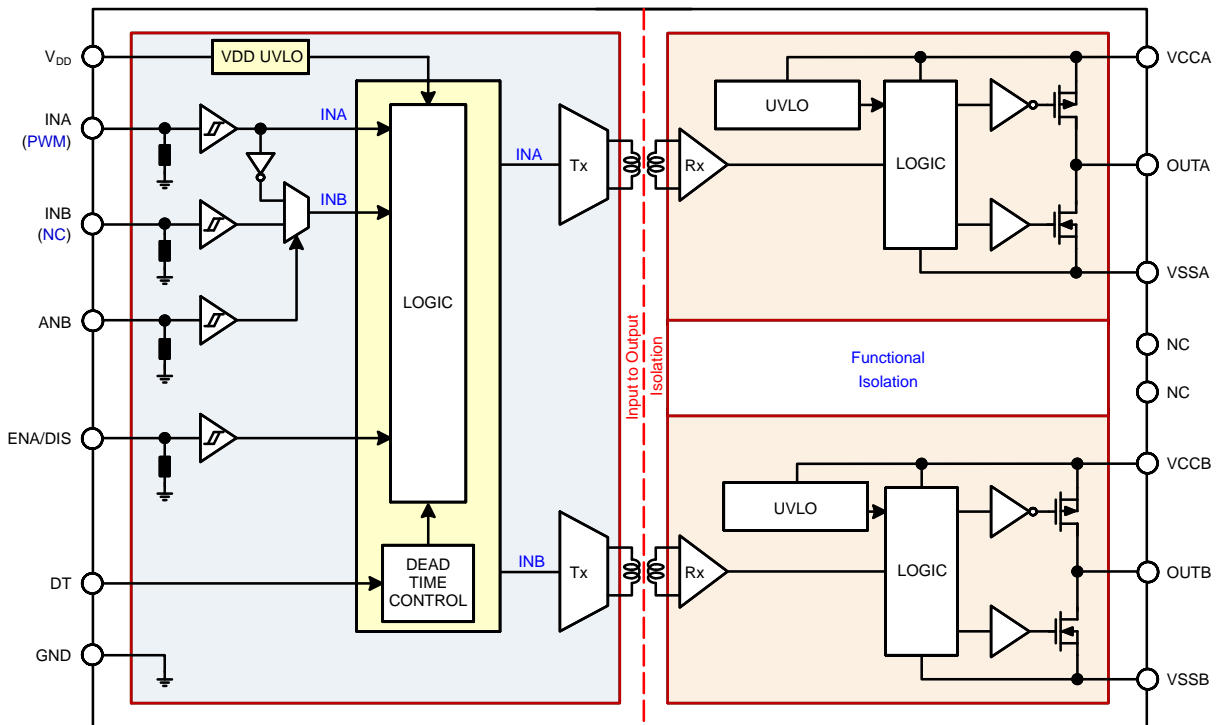 V_DD
VDD UVLO
INA
(PWM)
INB
(NC)
ANB
ENA/DIS
DT
GND
INA
INB
LOGIC
DEAD
TIME
CONTROL
INA
INB
Tx
Tx
Input to Output
Isolation
Rx
UVLO
LOGIC
Functional
Isolation
Rx
UVLO
LOGIC
VCCA
OUTA
VSSA
NC
NC
VCCB
OUTB
VSSB